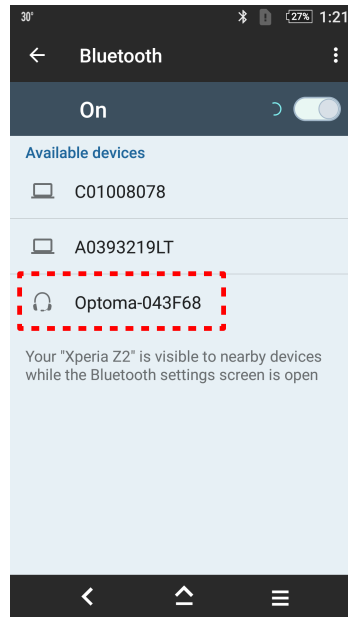 30°
27% 1:21
Bluetooth
On
Available devices
C01008078
A0393219LT
Optoma-043F68
Your "Xperia Z2" is visible to nearby devices
while the Bluetooth settings screen is open